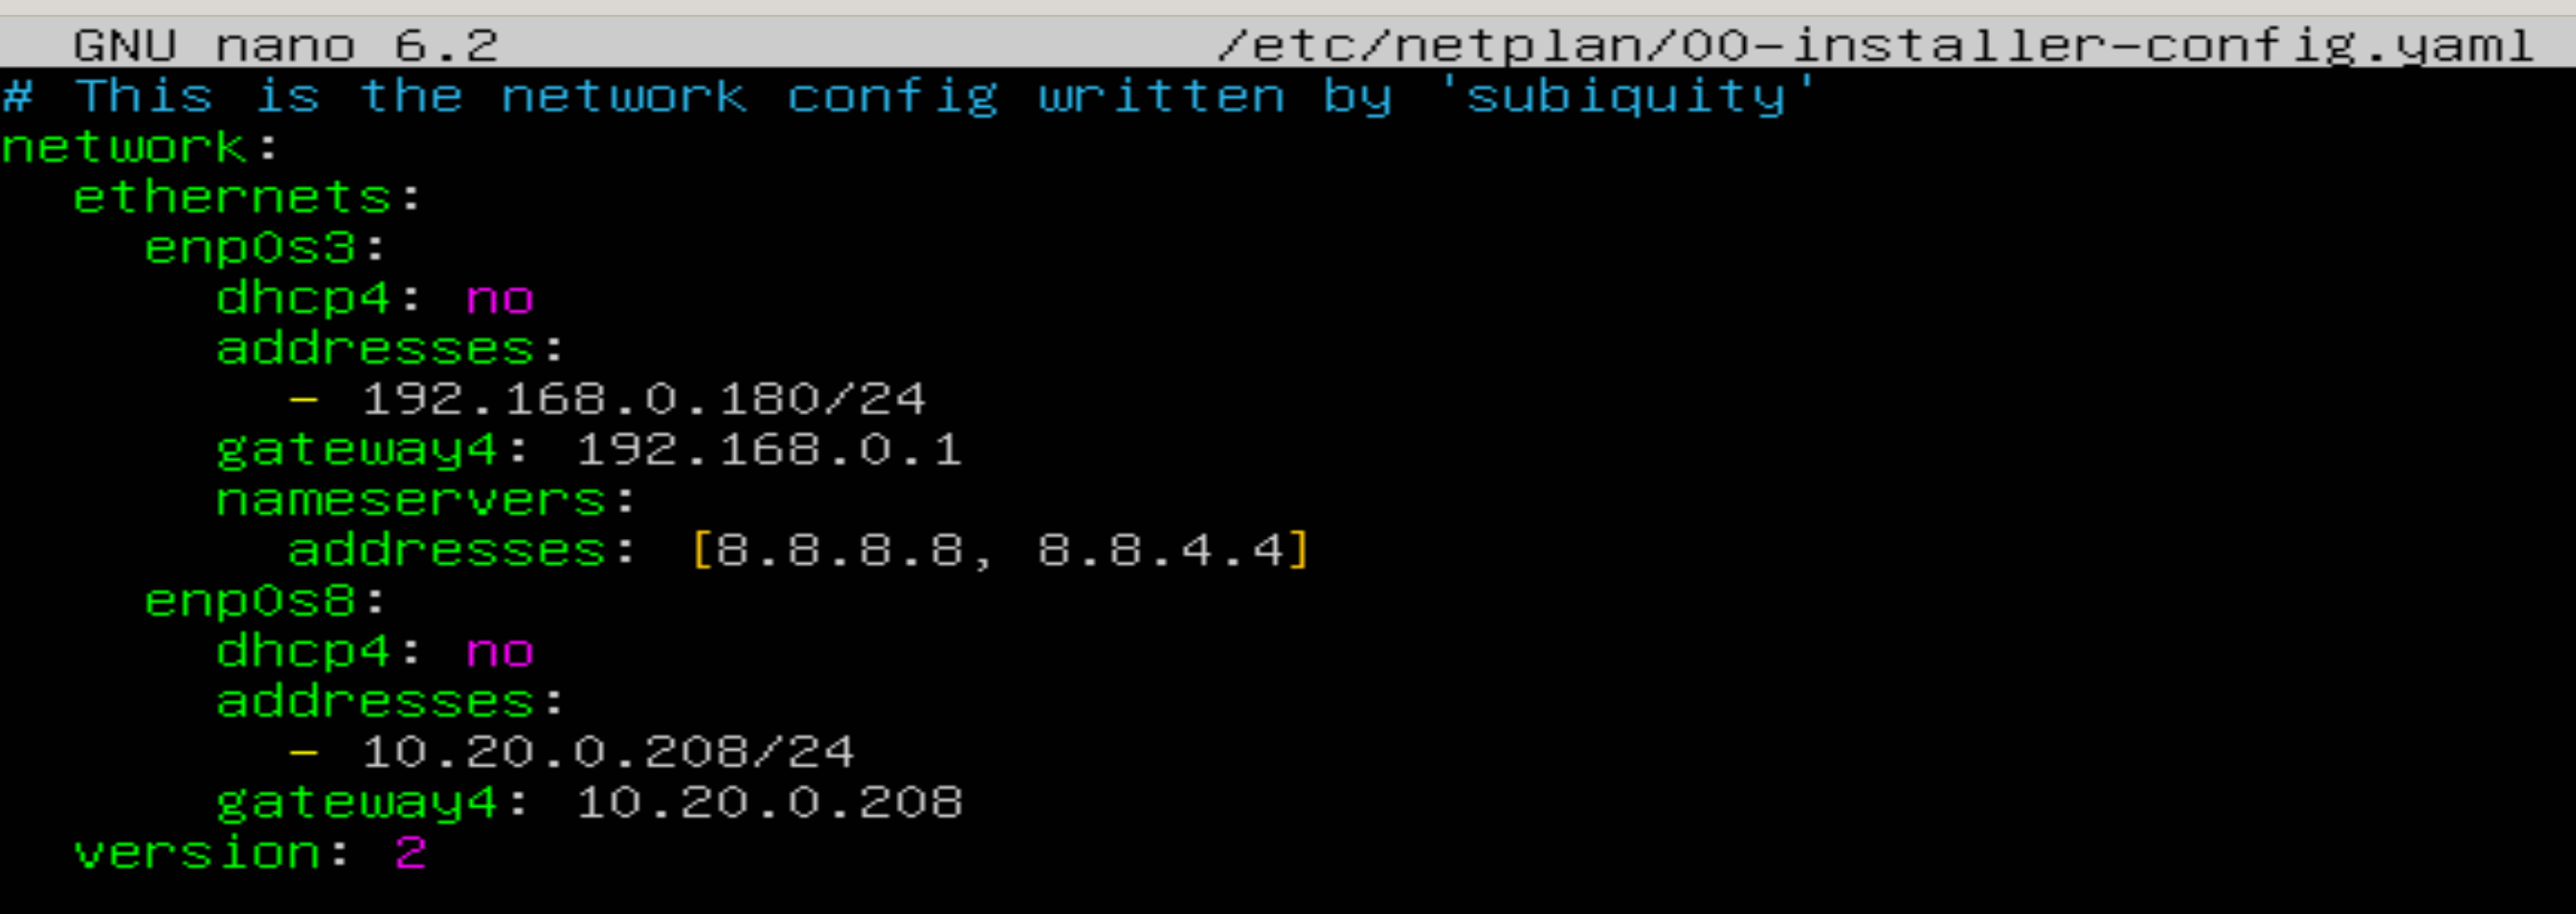 GNU nano 6.2 /etc/netplan/00-installer-config.yaml
# This is the network config written by 'subiquity'
network:
  ethernets:
    enp0s3:
      dhcp4: no
      addresses:
        - 192.168.0.180/24
      gateway4: 192.168.0.1
      nameservers:
        addresses: [8.8.8.8, 8.8.4.4]
    enp0s8:
      dhcp4: no
      addresses:
        - 10.20.0.208/24
      gateway4: 10.20.0.208
  version: 2